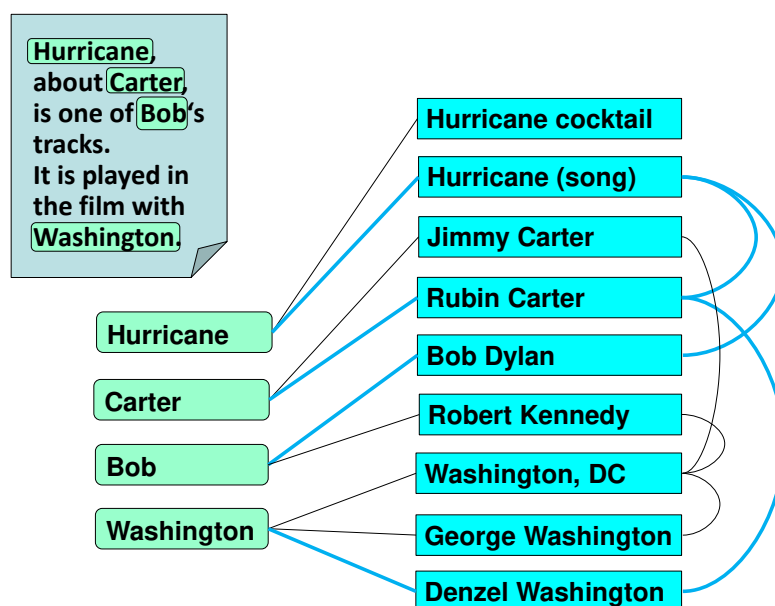 Hurricane,
about Carter,
is one of Bob‘s
tracks.
It is played in
the film with
Washington.
Hurricane
Carter
Bob
Washington
Hurricane cocktail
Hurricane (song)
Jimmy Carter
Rubin Carter
Bob Dylan
Robert Kennedy
Washington, DC
George Washington
Denzel Washington